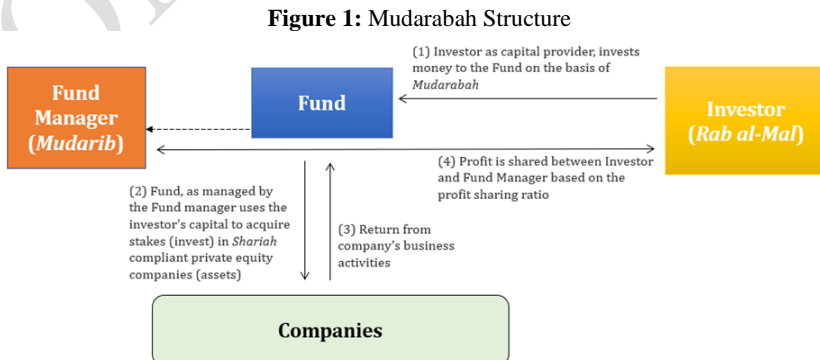 Figure 1: Mudarabah Structure
(1) Investor as capital provider, invests
money to the Fund on the basis of
Mudarabah
Fund
Manager
(Mudarib)
Fund
Investor
(Rab al-Mal)
(4) Profit is shared between Investor
and Fund Manager based on the
profit sharing ratio
(2) Fund, as managed by
the Fund manager uses the
investor's capital to acquire
stakes (invest) in Shariah
compliant private equity
companies (assets)
(3) Return from
company's business
activities
Companies